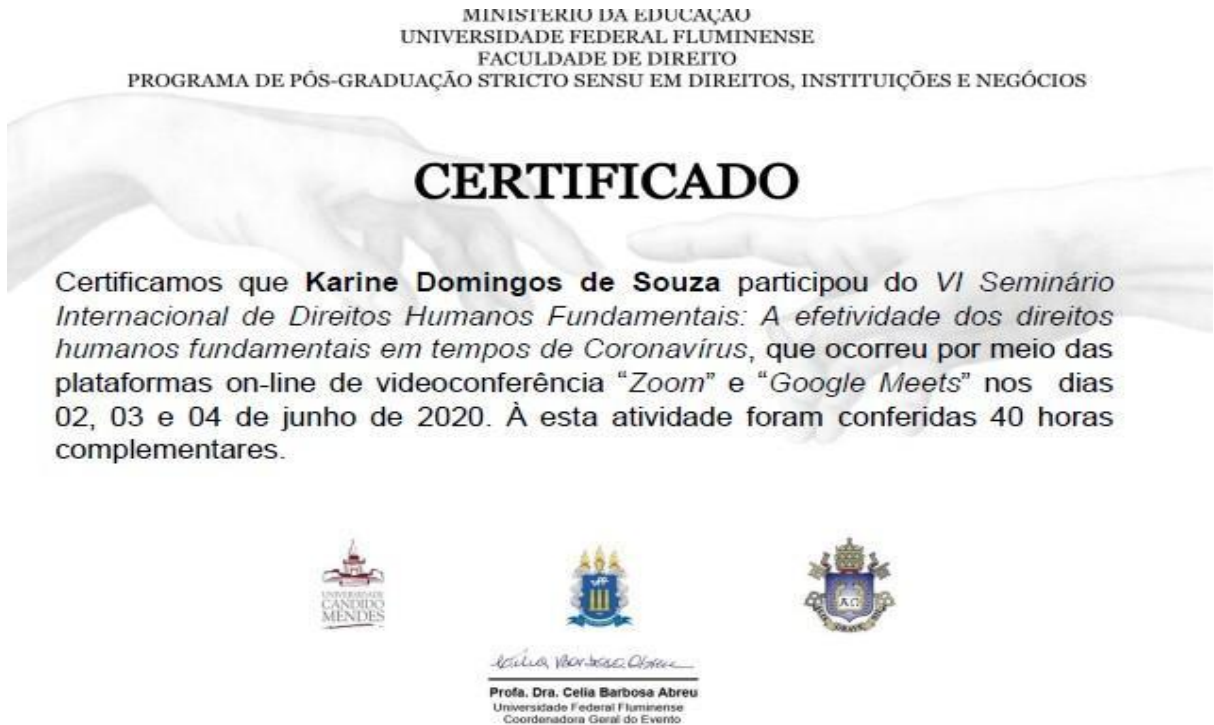 MINISTÉRIO DA EDUCAÇÃO
UNIVERSIDADE FEDERAL FLUMINENSE
FACULDADE DE DIREITO
PROGRAMA DE PÓS-GRADUAÇÃO STRICTO SENSU EM DIREITOS, INSTITUIÇÕES E NEGÓCIOS
CERTIFICADO
Certificamos que Karine Domingos de Souza participou do VI Seminário
Internacional de Direitos Humanos Fundamentais: A efetividade dos direitos
humanos fundamentais em tempos de Coronavírus, que ocorreu por meio das
plataformas on-line de videoconferência “Zoom” e “Google Meets” nos dias
02, 03 e 04 de junho de 2020. À esta atividade foram conferidas 40 horas
complementares.
UNIVERSIDADE
CANDIDO
MENDES
uff
Profa. Dra. Celia Barbosa Abreu
Universidade Federal Fluminense
Coordenadora Geral do Evento